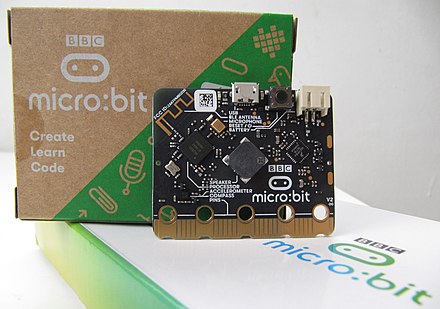 BBC
micro:bit
Create
Learn
Code
USB
BLE ANTENNA
MICROPHONE
RESET / 
BATTERY
BBC
micro:bit
V2
SPEAKER
PROCESSOR
ACCELEROMETER
COMPASS
PINS
BBC
micro:bit